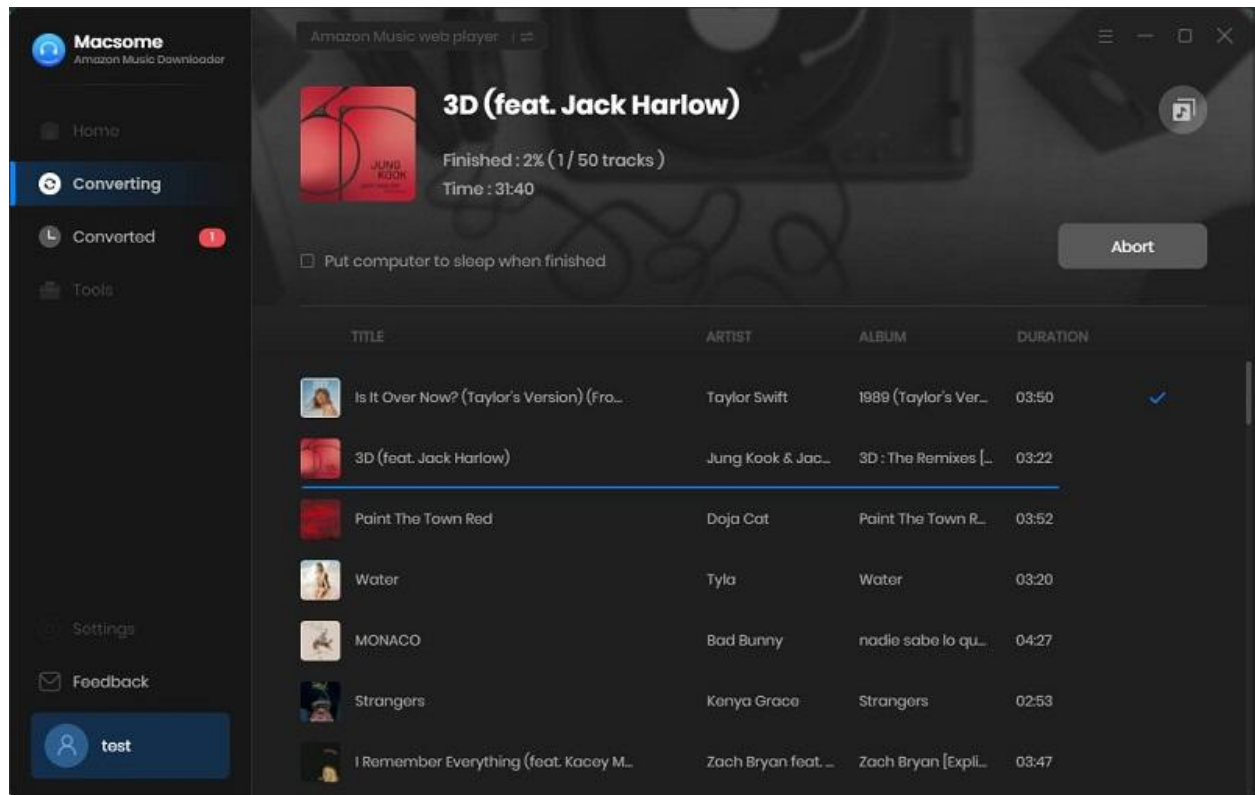 Macsome
Amazon Music Downloader
Home
Converting
Converted 1
Tools
Settings
Feedback
test
Amazon Music web player
3D (feat. Jack Harlow)
JUNG
KOOK
Finished : 2% ( 1 / 50 tracks )
Time : 31:40
Put computer to sleep when finished
Abort
TITLE ARTIST ALBUM DURATION
Is It Over Now? (Taylor's Version) (Fro... Taylor Swift 1989 (Taylor's Ver... 03:50
3D (feat. Jack Harlow) Jung Kook & Jac... 3D : The Remixes [... 03:22
Paint The Town Red Doja Cat Paint The Town R... 03:52
Water Tyla Water 03:20
MONACO Bad Bunny nadie sabe lo qu... 04:27
Strangers Kenya Grace Strangers 02:53
I Remember Everything (feat. Kacey M... Zach Bryan feat. ... Zach Bryan [Expli... 03:47